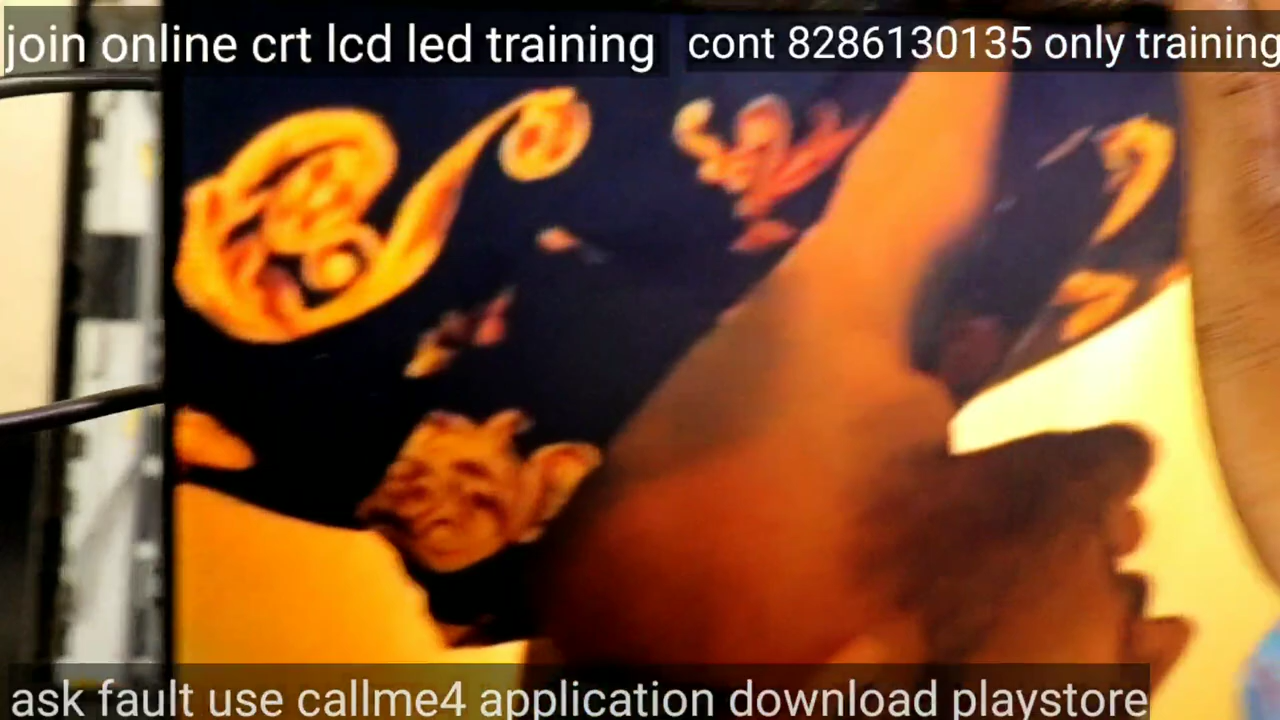 join online crt lcd led training
cont 8286130135 only training
ask fault use callme4 application download playstore